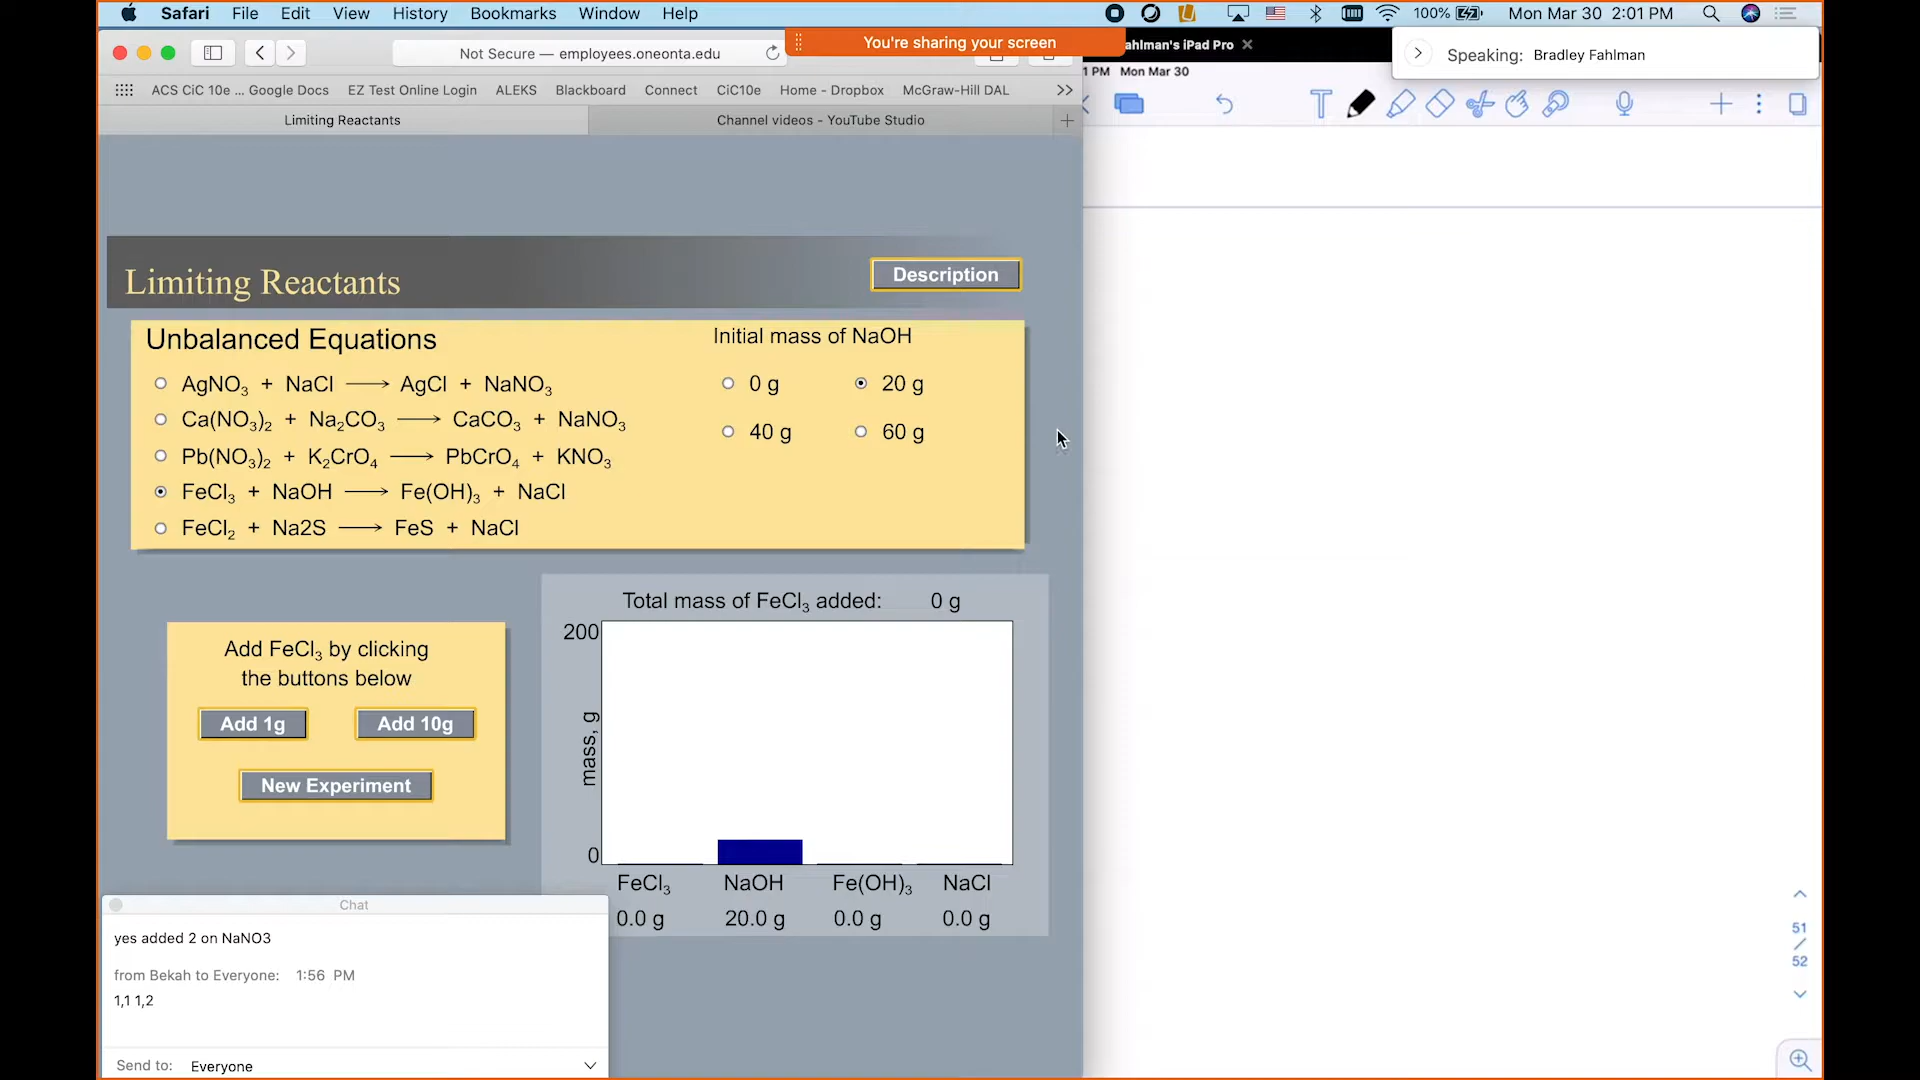 Safari File Edit View History Bookmarks Window Help 100% Mon Mar 30 2:01 PM
Not Secure — employees.oneonta.edu
You're sharing your screen
ahlman's iPad Pro
Speaking: Bradley Fahlman
1 PM Mon Mar 30
ACS CiC 10e ... Google Docs EZ Test Online Login ALEKS Blackboard Connect CiC10e Home - Dropbox McGraw-Hill DAL
Limiting Reactants
Channel videos - YouTube Studio
Limiting Reactants
Description
Unbalanced Equations
Initial mass of NaOH
AgNO₃ + NaCl ⟶ AgCl + NaNO₃
0 g 20 g
Ca(NO₃)₂ + Na₂CO₃ ⟶ CaCO₃ + NaNO₃
40 g 60 g
Pb(NO₃)₂ + K₂CrO₄ ⟶ PbCrO₄ + KNO₃
FeCl₃ + NaOH ⟶ Fe(OH)₃ + NaCl
FeCl₂ + Na2S ⟶ FeS + NaCl
Add FeCl₃ by clicking
the buttons below
Add 1g Add 10g
New Experiment
Total mass of FeCl₃ added: 0 g
200
mass, g
0
FeCl₃ NaOH Fe(OH)₃ NaCl
0.0 g 20.0 g 0.0 g 0.0 g
Chat
yes added 2 on NaNO3
from Bekah to Everyone: 1:56 PM
1,1 1,2
Send to: Everyone
51
/
52